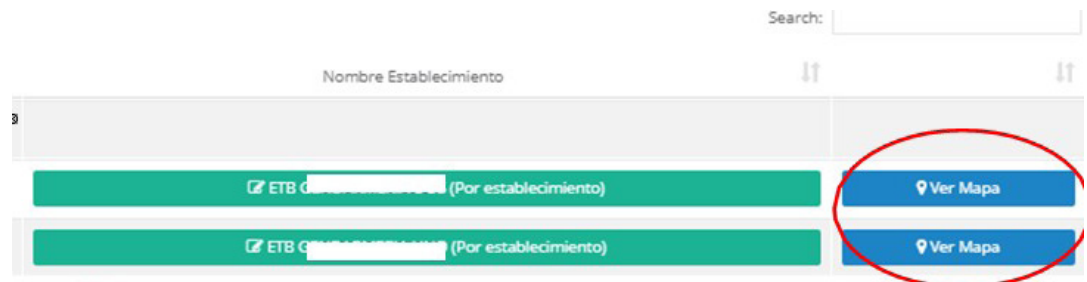 Search:
Nombre Establecimiento
ETB (Por establecimiento) Ver Mapa
ETB (Por establecimiento) Ver Mapa